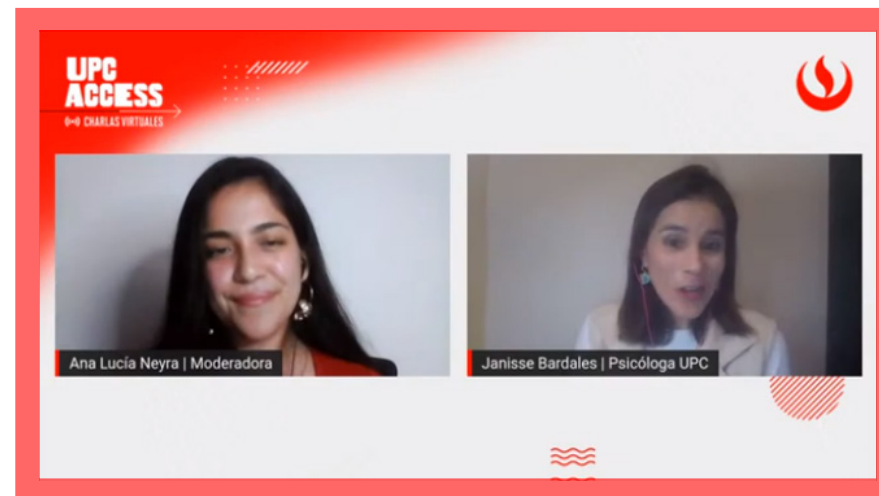 UPC
ACCESS
CHARLAS VIRTUALES
Ana Lucía Neyra | Moderadora
Janisse Bardales | Psicóloga UPC